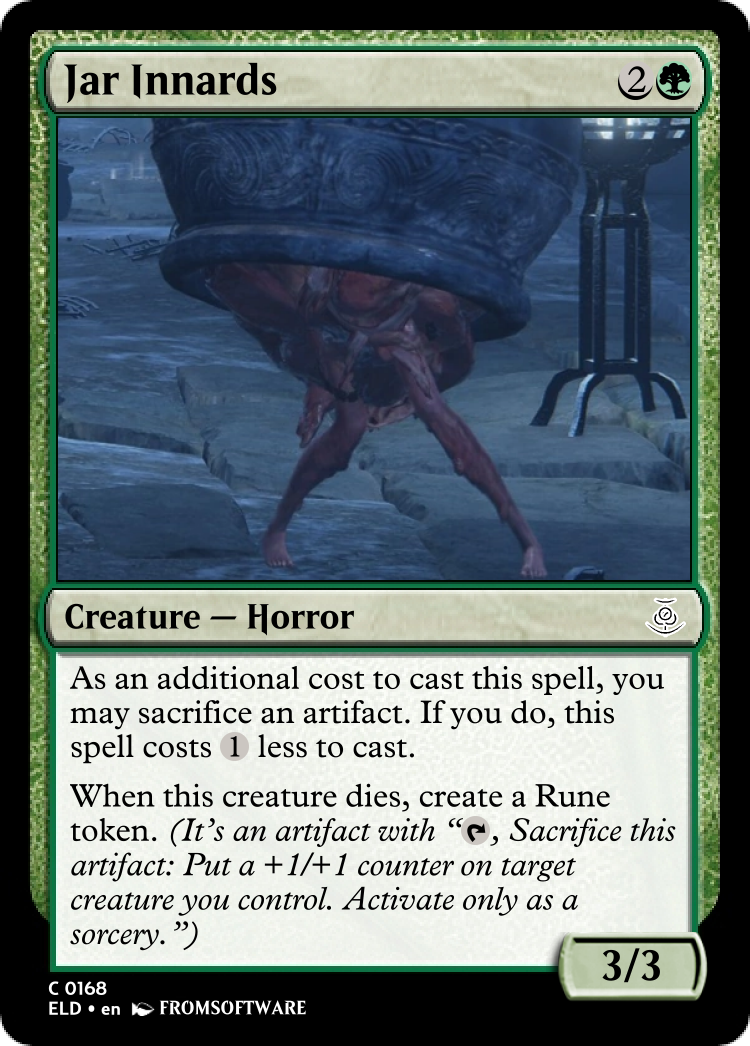 Jar Innards 2
Creature — Horror
As an additional cost to cast this spell, you
may sacrifice an artifact. If you do, this
spell costs 1 less to cast.
When this creature dies, create a Rune
token. (It's an artifact with “, Sacrifice this
artifact: Put a +1/+1 counter on target
creature you control. Activate only as a
sorcery.”)
3/3
C 0168
ELD • en FROMSOFTWARE